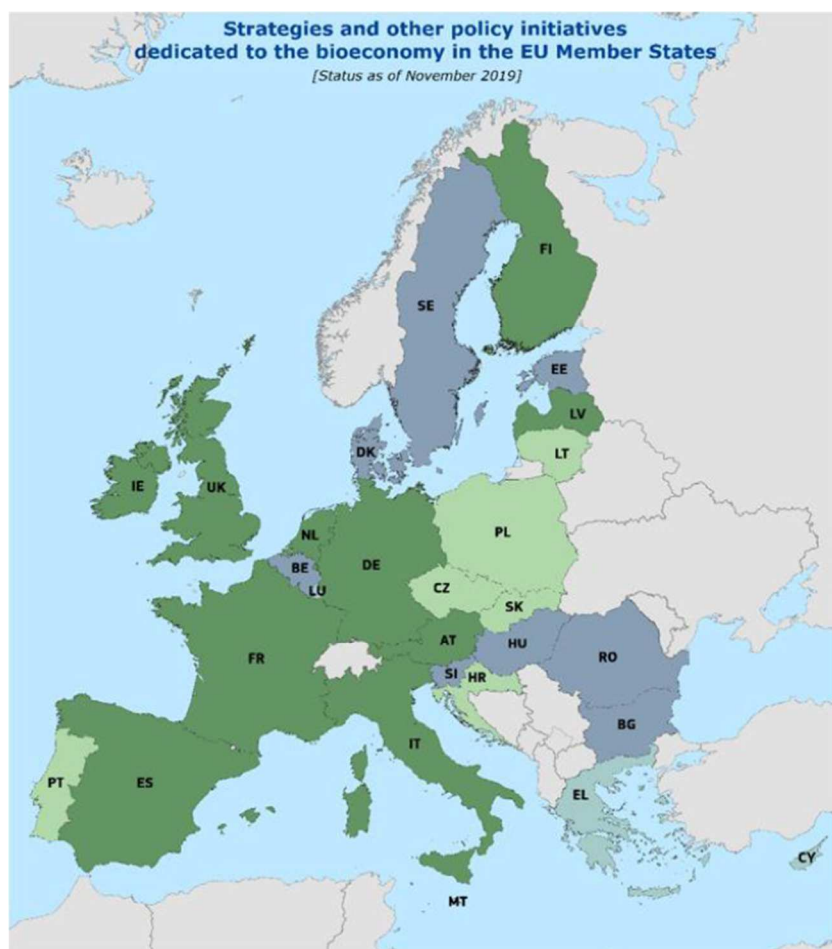 Strategies and other policy initiatives
dedicated to the bioeconomy in the EU Member States
[Status as of November 2019]
FI
SE
EE
LV
DK
LT
IE
UK
NL
PL
BE
DE
LU
CZ
SK
AT
HU
FR
RO
SI
HR
BG
IT
PT
ES
EL
CY
MT